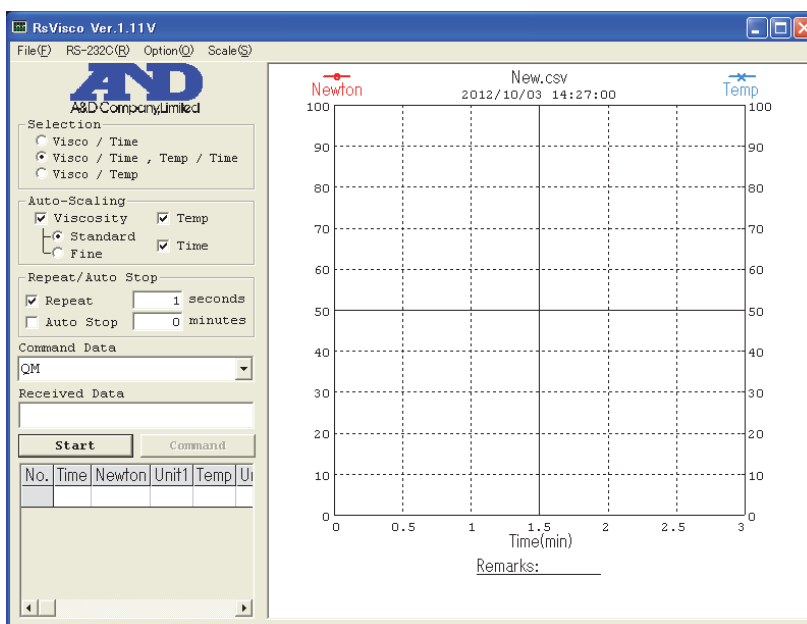 RsVisco Ver.1.11V
File(F) RS-232C(R) Option(O) Scale(S)
AND
A&D Company,Limited
Selection
Visco / Time
Visco / Time , Temp / Time
Visco / Temp
Auto-Scaling
Viscosity Temp
Standard
Time
Fine
Repeat/Auto Stop
Repeat 1 seconds
Auto Stop 0 minutes
Command Data
QM
Received Data
Start Command
No. Time Newton Unit1 Temp
New.csv
2012/10/03 14:27:00
Newton Temp
100 100
90 90
80 80
70 70
60 60
50 50
40 40
30 30
20 20
10 10
0 0
0 0.5 1 1.5 2 2.5 3
Time(min)
Remarks: